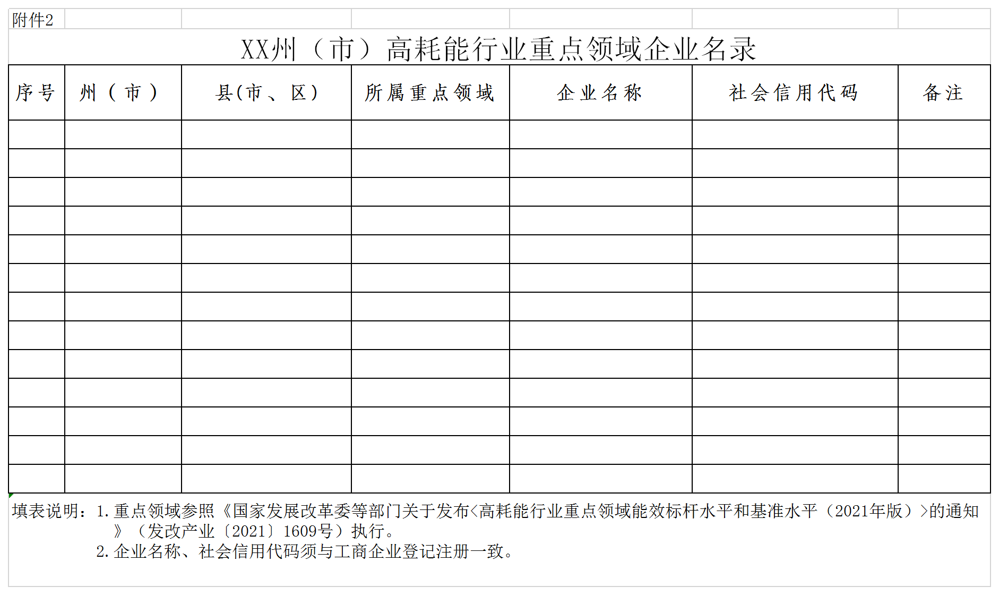 附件2
XX州（市）高耗能行业重点领域企业名录
序号 州（市） 县(市、区) 所属重点领域 企业名称 社会信用代码 备注
填表说明：1.重点领域参照《国家发展改革委等部门关于发布<高耗能行业重点领域能效标杆水平和基准水平（2021年版）>的通知
》（发改产业〔2021〕1609号）执行。
2.企业名称、社会信用代码须与工商企业登记注册一致。